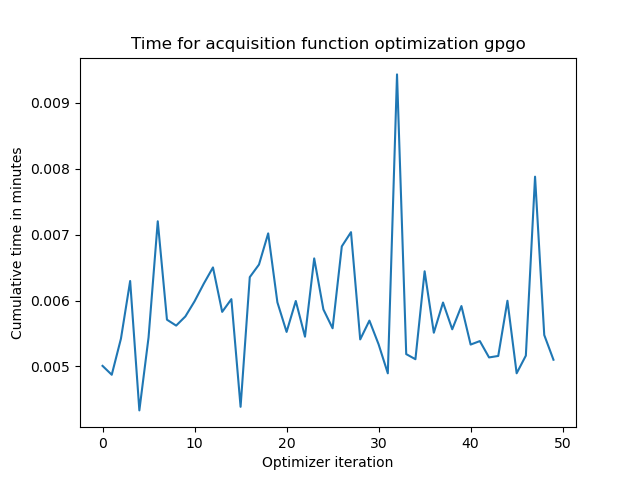 Time for acquisition function optimization gpgo
Cumulative time in minutes
0.009
0.008
0.007
0.006
0.005
0 10 20 30 40 50
Optimizer iteration